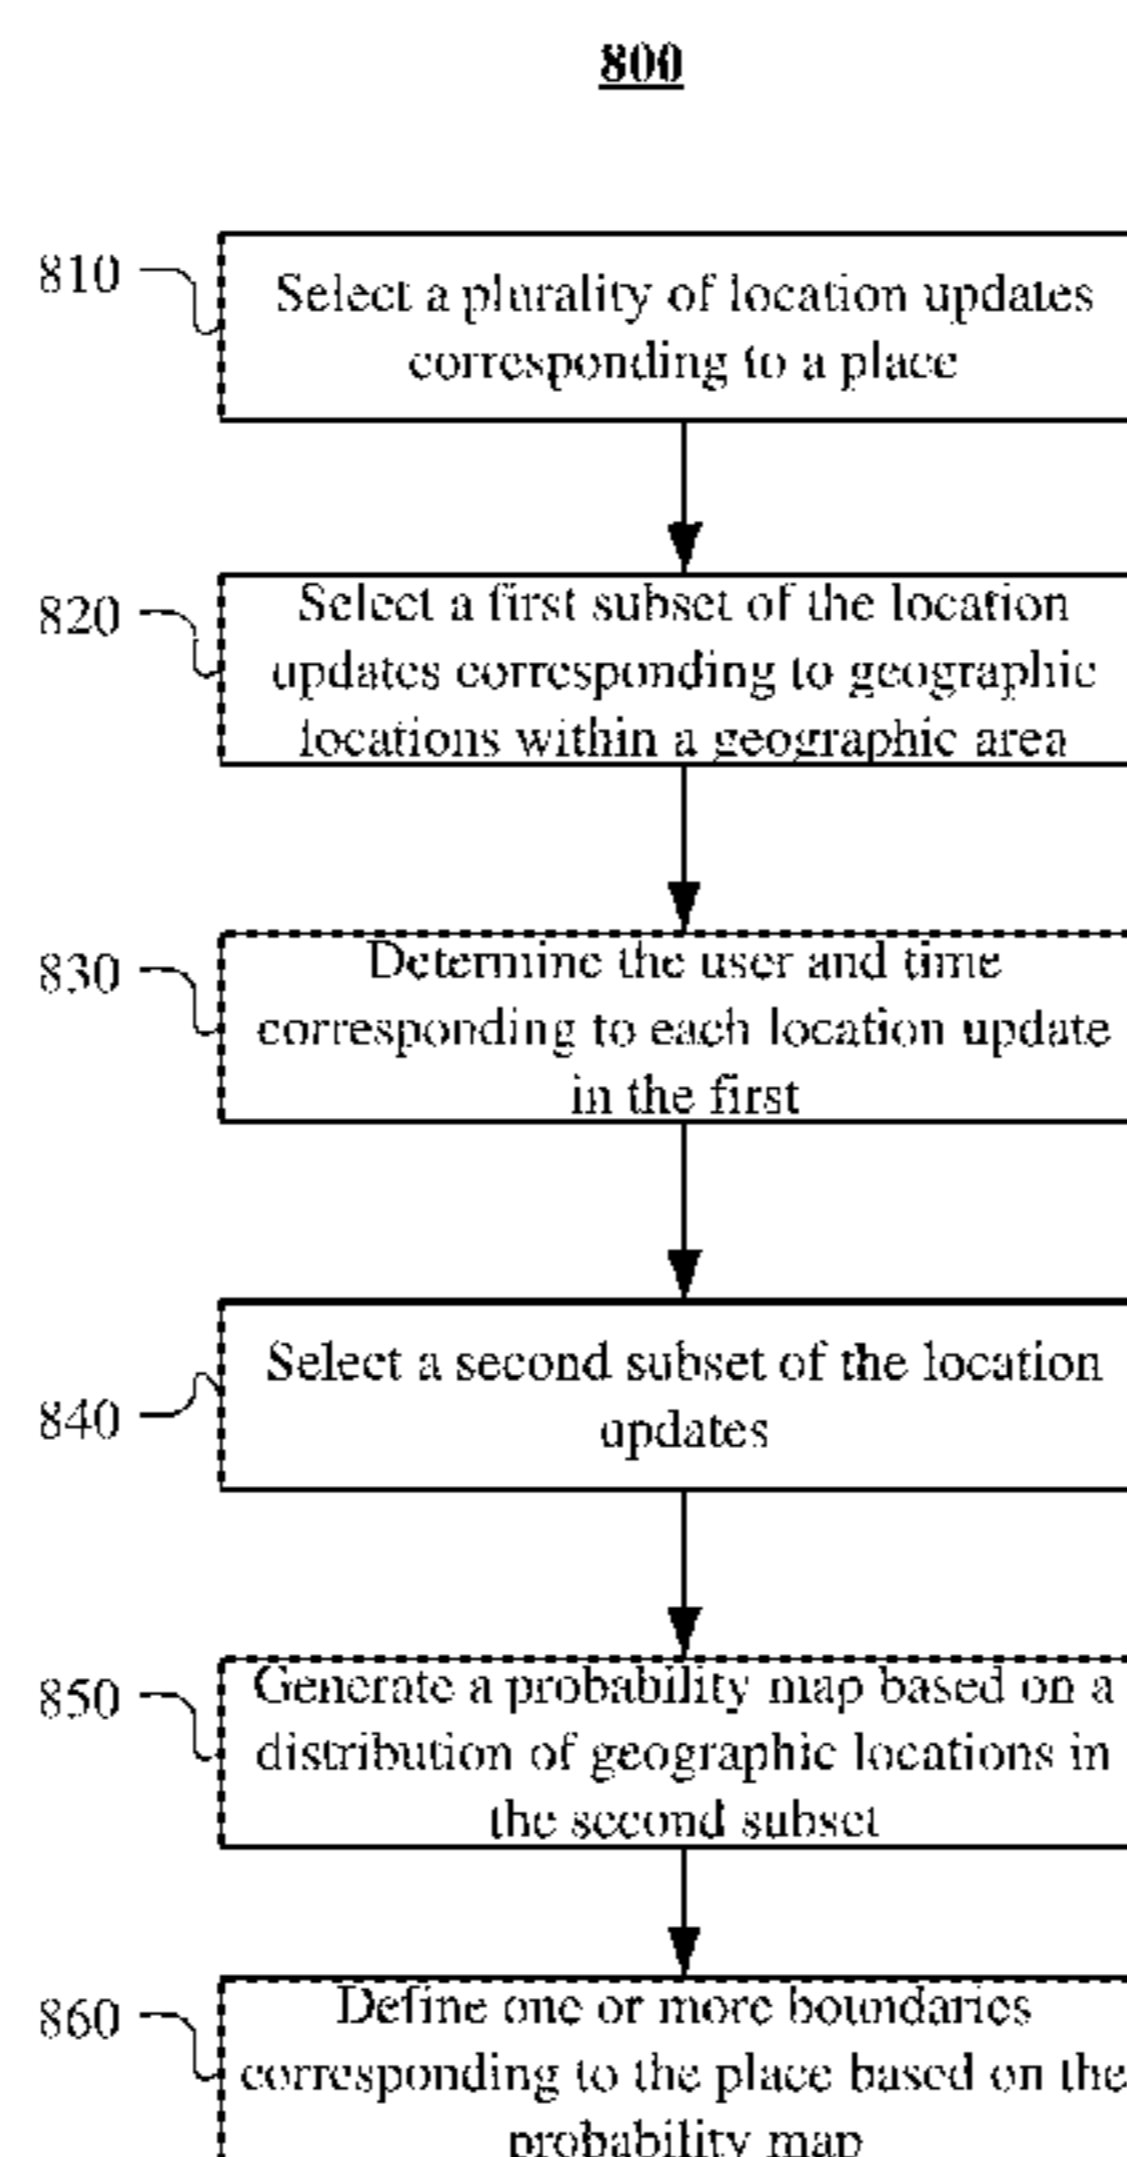 800
810
Select a plurality of location updates
corresponding to a place
820
Select a first subset of the location
updates corresponding to geographic
locations within a geographic area
830
Determine the user and time
corresponding to each location update
in the first
840
Select a second subset of the location
updates
850
Generate a probability map based on a
distribution of geographic locations in
the second subset
860
Define one or more boundaries
corresponding to the place based on the
probability map